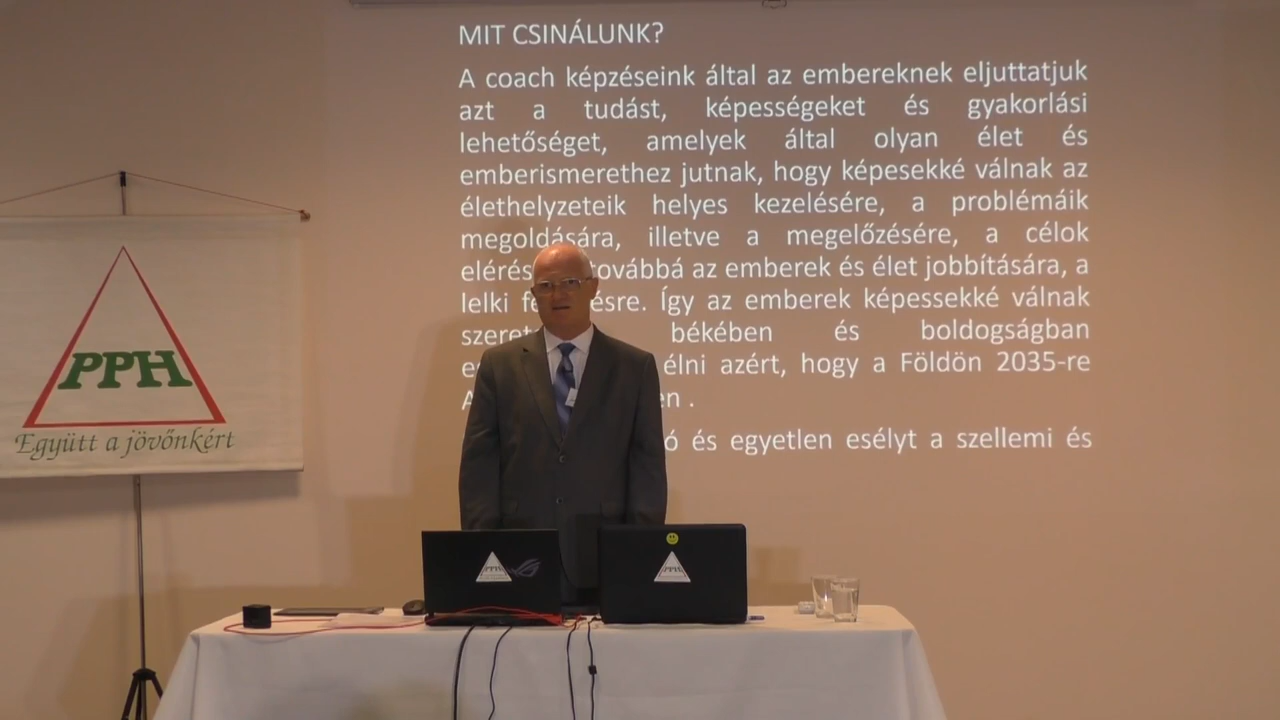 MIT CSINÁLUNK?
A coach képzéseink által az embereknek eljuttatjuk
azt a tudást, képességeket és gyakorlási
lehetőséget, amelyek által olyan élet és
emberismerethez jutnak, hogy képesekké válnak az
élethelyzeteik helyes kezelésére, a problémáik
megoldására, illetve a megelőzésére, a célok
továbbá az emberek és élet jobbítására, a
lelki Így az emberek képessekké válnak
békében és boldogságban
élni azért, hogy a Földön 2035-re
és egyetlen esélyt a szellemi és
PPH
Együtt a jövőnkért
PPH
PPH